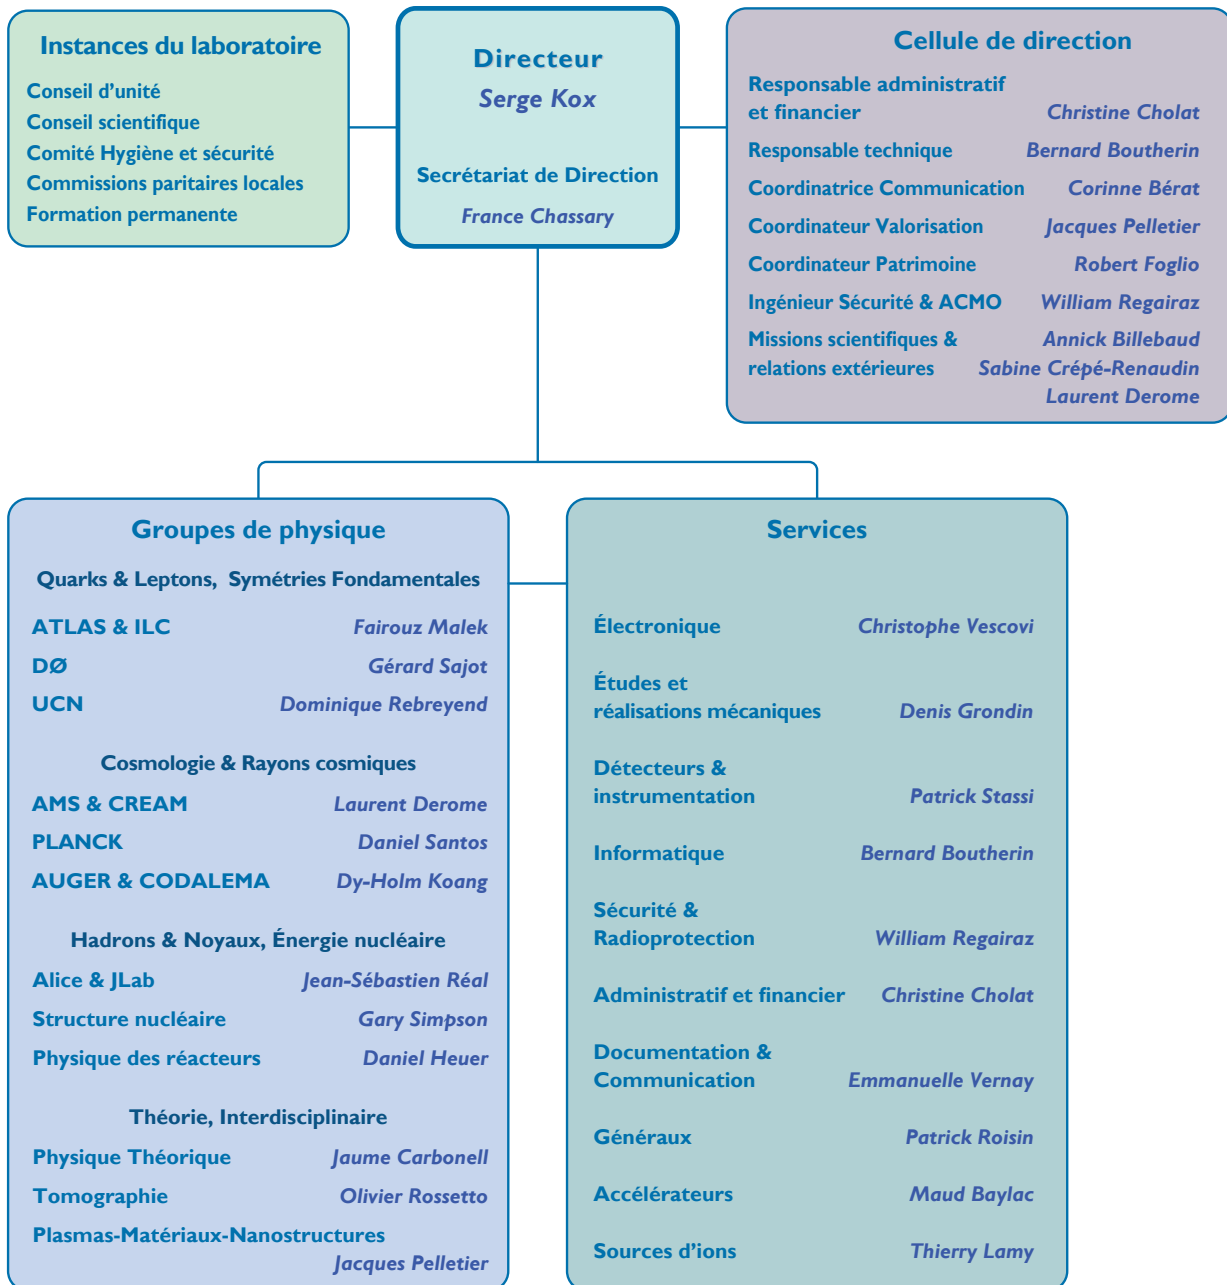 Instances du laboratoire
Conseil d’unité
Conseil scientifique
Comité Hygiène et sécurité
Commissions paritaires locales
Formation permanente
Directeur
Serge Kox
Secrétariat de Direction
France Chassary
Cellule de direction
Responsable administratif
et financier Christine Cholat
Responsable technique Bernard Boutherin
Coordinatrice Communication Corinne Bérat
Coordinateur Valorisation Jacques Pelletier
Coordinateur Patrimoine Robert Foglio
Ingénieur Sécurité & ACMO William Regairaz
Missions scientifiques & Annick Billebaud
relations extérieures Sabine Crépé-Renaudin
Laurent Derome
Groupes de physique
Quarks & Leptons, Symétries Fondamentales
ATLAS & ILC Fairouz Malek
DØ Gérard Sajot
UCN Dominique Rebreyend
Cosmologie & Rayons cosmiques
AMS & CREAM Laurent Derome
PLANCK Daniel Santos
AUGER & CODALEMA Dy-Holm Koang
Hadrons & Noyaux, Énergie nucléaire
Alice & JLab Jean-Sébastien Réal
Structure nucléaire Gary Simpson
Physique des réacteurs Daniel Heuer
Théorie, Interdisciplinaire
Physique Théorique Jaume Carbonell
Tomographie Olivier Rossetto
Plasmas-Matériaux-Nanostructures
Jacques Pelletier
Services
Électronique Christophe Vescovi
Études et
réalisations mécaniques Denis Grondin
Détecteurs &
instrumentation Patrick Stassi
Informatique Bernard Boutherin
Sécurité &
Radioprotection William Regairaz
Administratif et financier Christine Cholat
Documentation &
Communication Emmanuelle Vernay
Généraux Patrick Roisin
Accélérateurs Maud Baylac
Sources d’ions Thierry Lamy